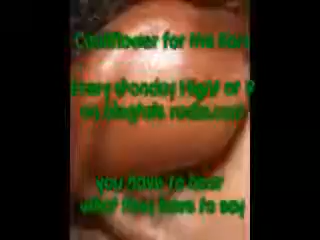 Cauliflower for the Ears
Every Monday Night at 9
on blogtalk radio.com
you have to hear
what they have to say